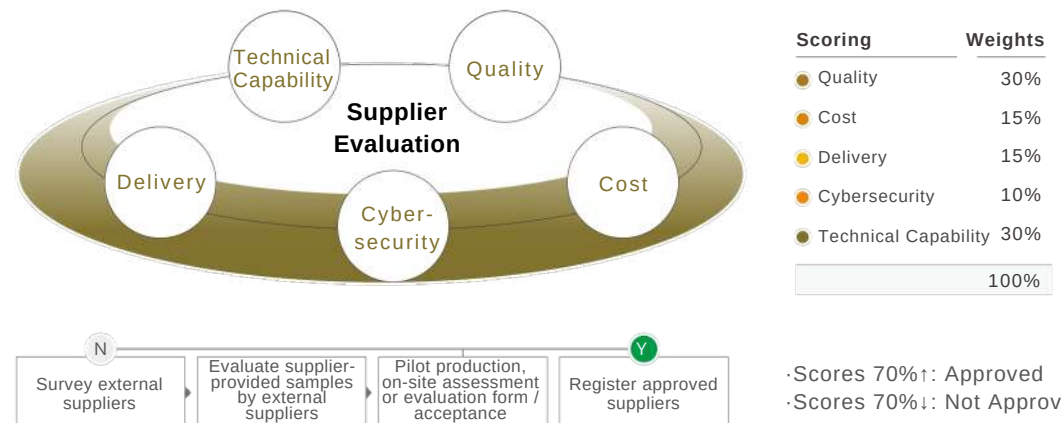 Technical
Capability
Quality
Supplier
Evaluation
Delivery
Cost
Cyber-
security
Scoring Weights
Quality 30%
Cost 15%
Delivery 15%
Cybersecurity 10%
Technical Capability 30%
100%
N
Y
Survey external
suppliers
Evaluate supplier-
provided samples
by external
suppliers
Pilot production,
on-site assessment
or evaluation form /
acceptance
Register approved
suppliers
·Scores 70%↑: Approved
·Scores 70%↓: Not Approv